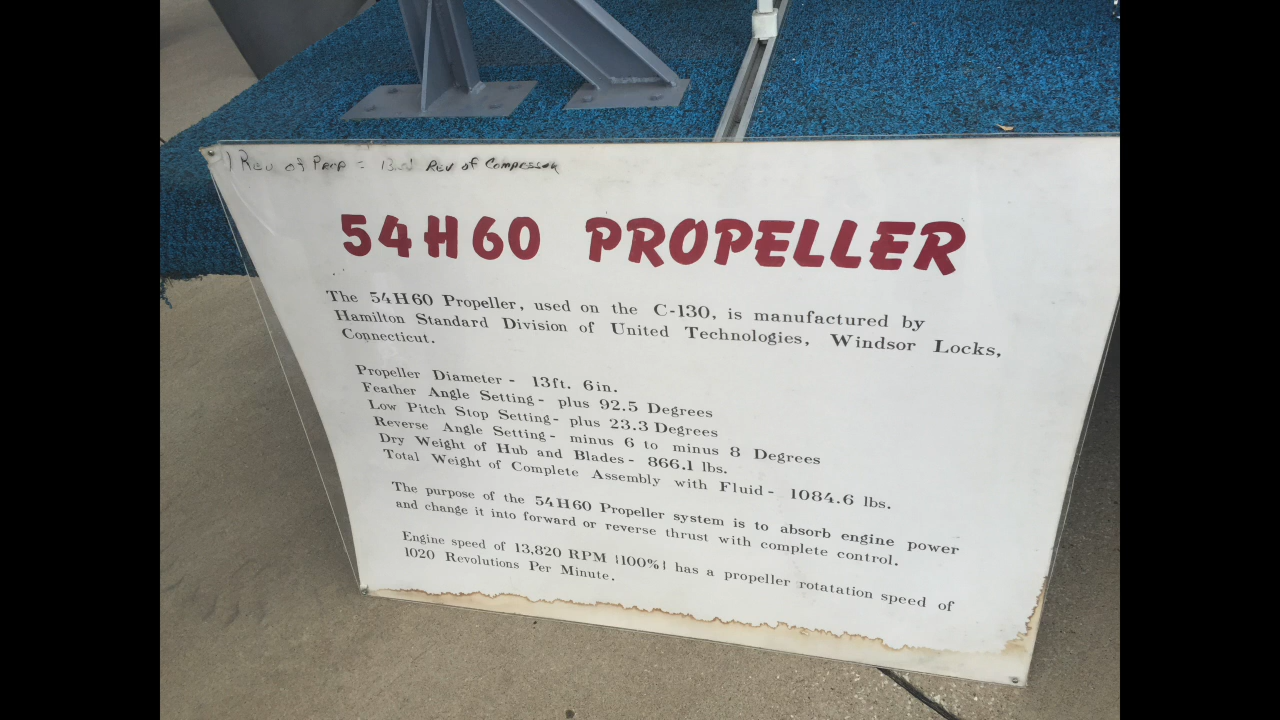 1 Rev of Prop = Rev of Compressor
54H60 PROPELLER
The 54H60 Propeller, used on the C-130, is manufactured by
Hamilton Standard Division of United Technologies, Windsor Locks,
Connecticut.
Propeller Diameter - 13ft. 6in.
Feather Angle Setting - plus 92.5 Degrees
Low Pitch Stop Setting - plus 23.3 Degrees
Reverse Angle Setting - minus 6 to minus 8 Degrees
Dry Weight of Hub and Blades - 866.1 lbs.
Total Weight of Complete Assembly with Fluid - 1084.6 lbs.
The purpose of the 54H60 Propeller system is to absorb engine power
and change it into forward or reverse thrust with complete control.
Engine speed of 13,820 RPM (100%) has a propeller rotatation speed of
1020 Revolutions Per Minute.